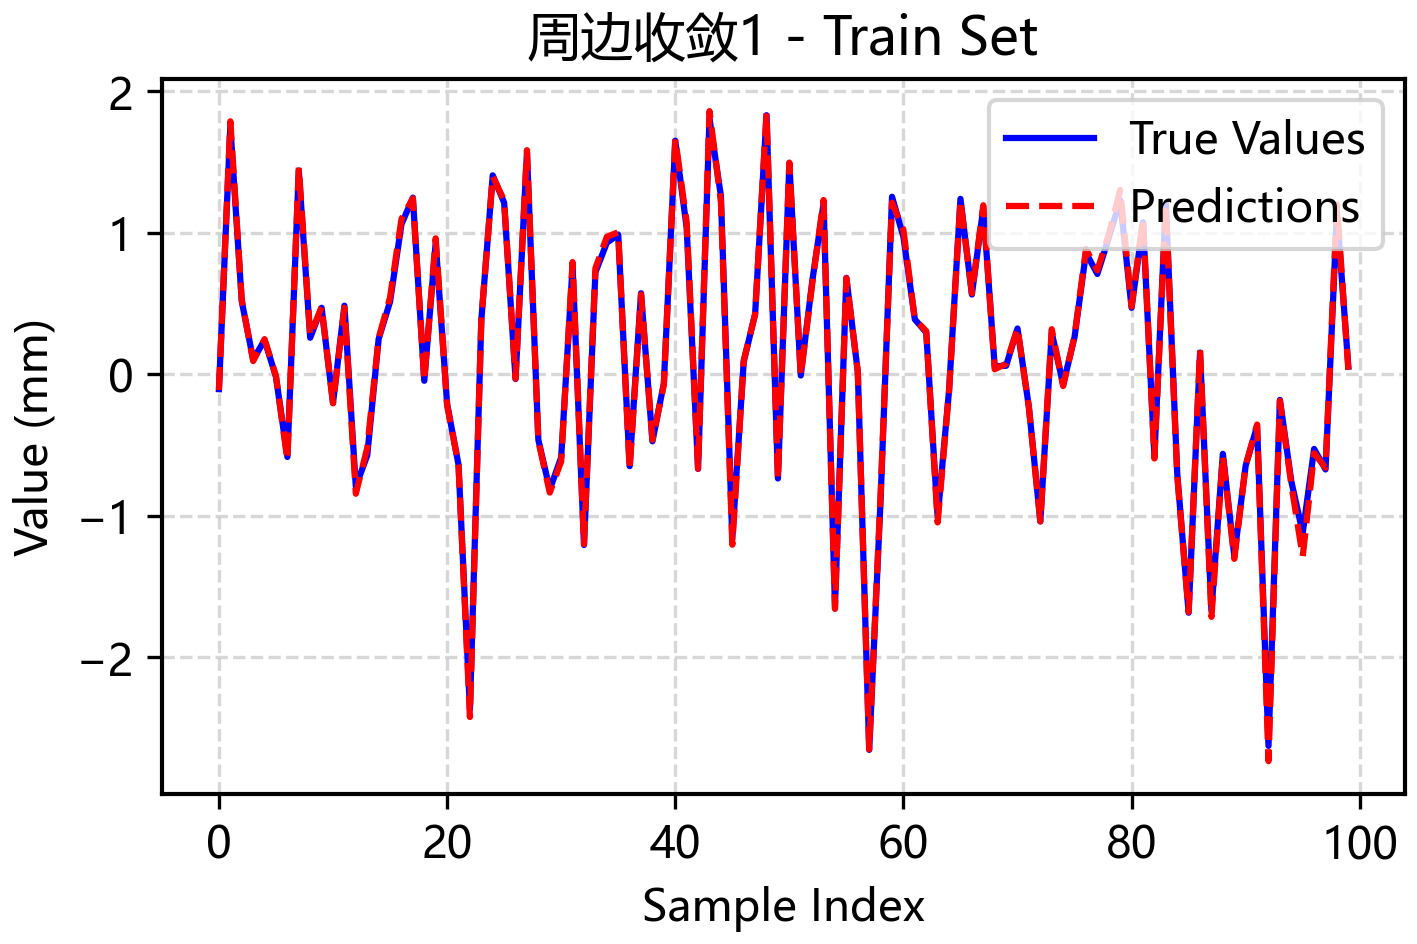 周边收敛1 - Train Set
True Values
Predictions
Value (mm)
2
1
0
−1
−2
0 20 40 60 80 100
Sample Index